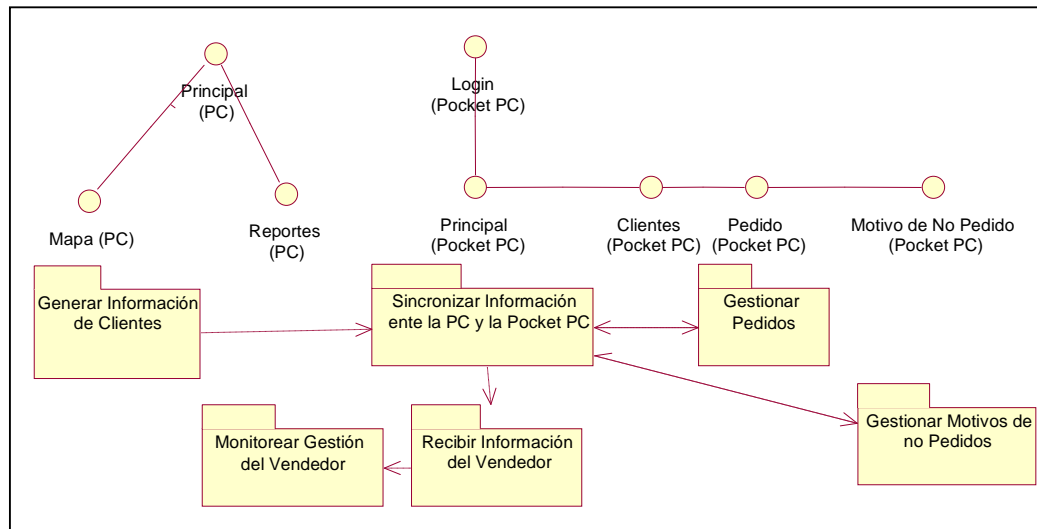 Principal
(PC)
Login
(Pocket PC)
Mapa (PC)
Reportes
(PC)
Principal
(Pocket PC)
Clientes
(Pocket PC)
Pedido
(Pocket PC)
Motivo de No Pedido
(Pocket PC)
Generar Información
de Clientes
Sincronizar Información
ente la PC y la Pocket PC
Gestionar
Pedidos
Monitorear Gestión
del Vendedor
Recibir Información
del Vendedor
Gestionar Motivos de
no Pedidos